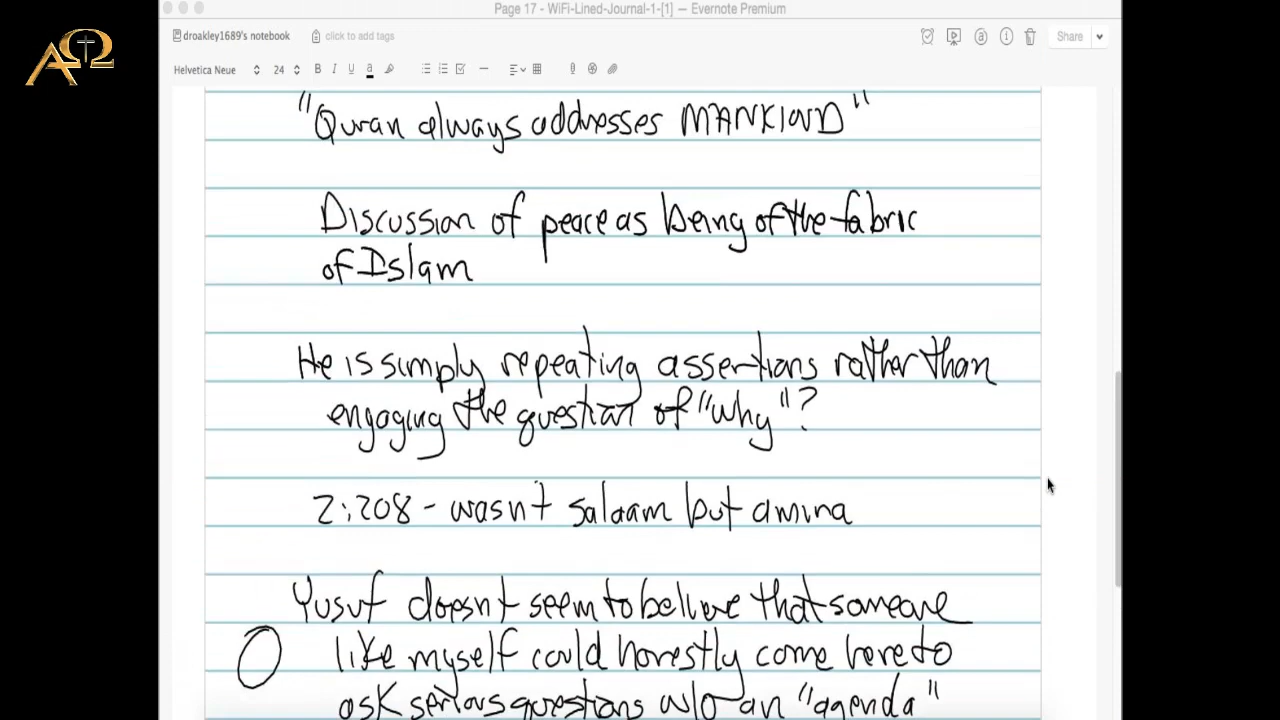 Page 17 - WiFi-Lined-Journal-1-[1] — Evernote Premium
droakley1689's notebook click to add tags Share
Helvetica Neue 24 B I U a
ΑΩ
"Quran always addresses MANKIND"
Discussion of peace as being of the fabric
of Islam
He is simply repeating assertions rather than
engaging the question of "why"?
2:208 - wasn't salaam but amina
Yusuf doesn't seem to believe that someone
like myself could honestly come here to
ask serious questions w/o an "agenda"